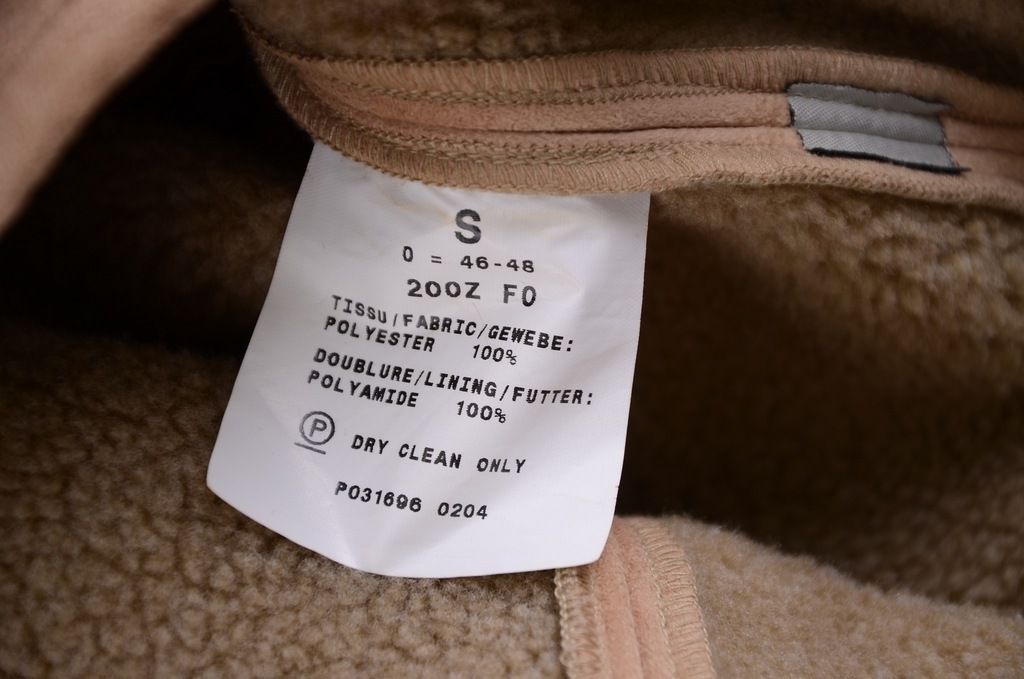 S
0 = 46-48
200Z F0
TISSU/FABRIC/GEWEBE:
POLYESTER 100%
DOUBLURE/LINING/FUTTER:
POLYAMIDE 100%
P DRY CLEAN ONLY
P031696 0204